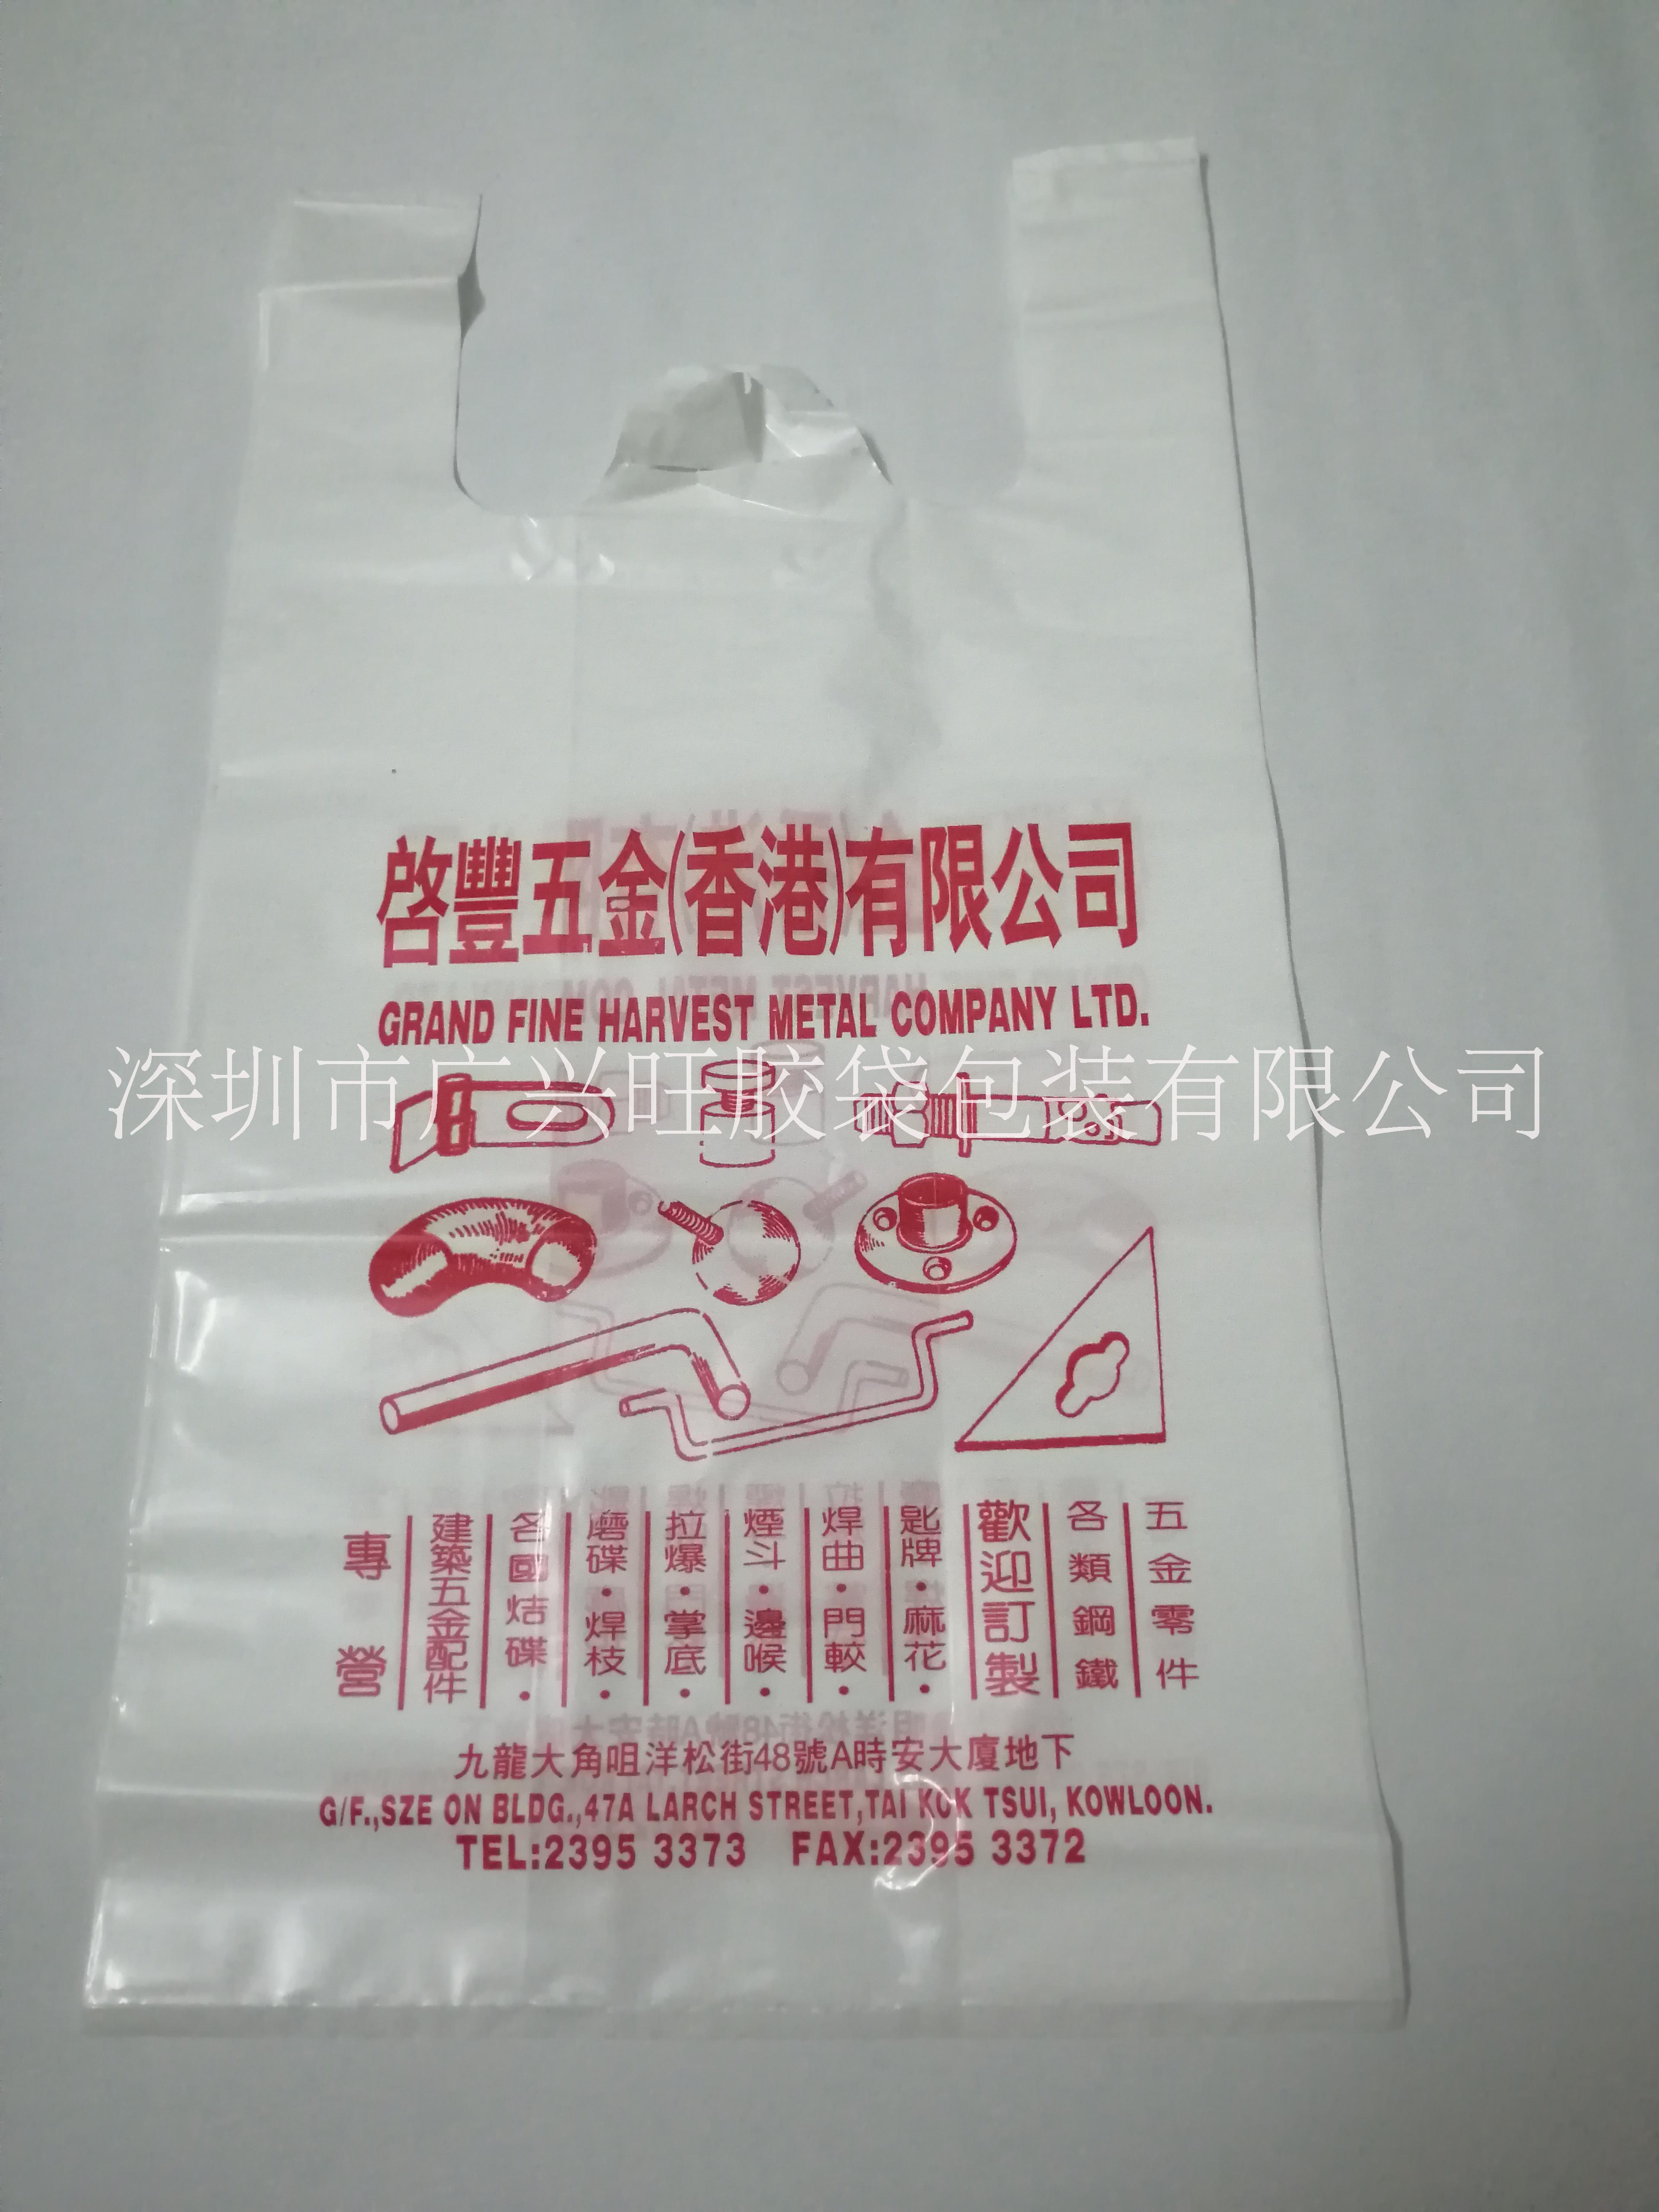 啓豐五金(香港)有限公司
GRAND FINE HARVEST METAL COMPANY LTD.
深圳市广兴旺胶袋包装有限公司
專營
建築五金配件
各國烚碟·
磨碟·焊枝·
拉爆·掌底·
煙斗·邊喉·
焊曲·門較·
匙牌·麻花·
歡迎訂製
各類鋼鐵
五金零件
九龍大角咀洋松街48號A時安大廈地下
G/F.,SZE ON BLDG.,47A LARCH STREET,TAI KOK TSUI, KOWLOON.
TEL:2395 3373 FAX:2395 3372